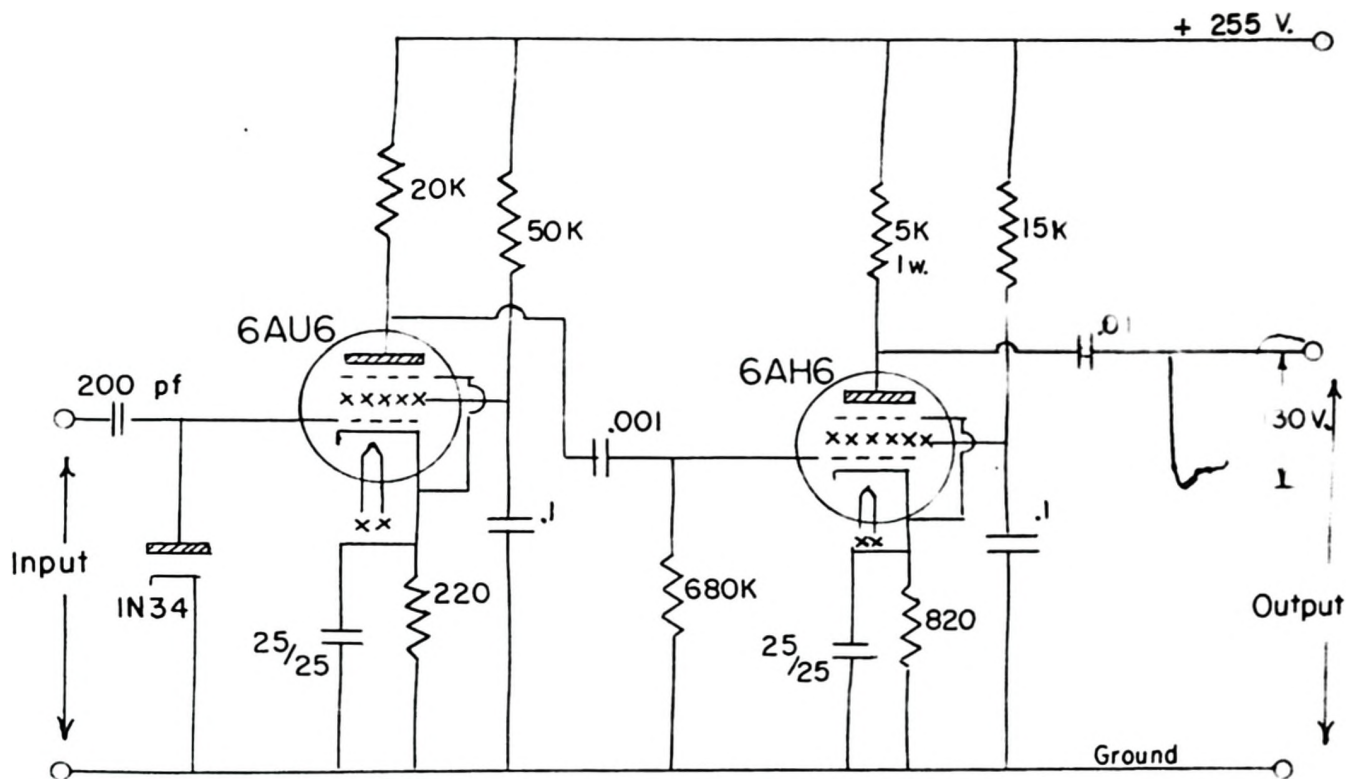 + 255 V.
20K
50K
5K
1w.
15K
6AU6
6AH6
.01
200 pf
.001
30V.
x x
.1
xx
.1
Input
1N34
220
680K
820
Output
25/25
25/25
Ground